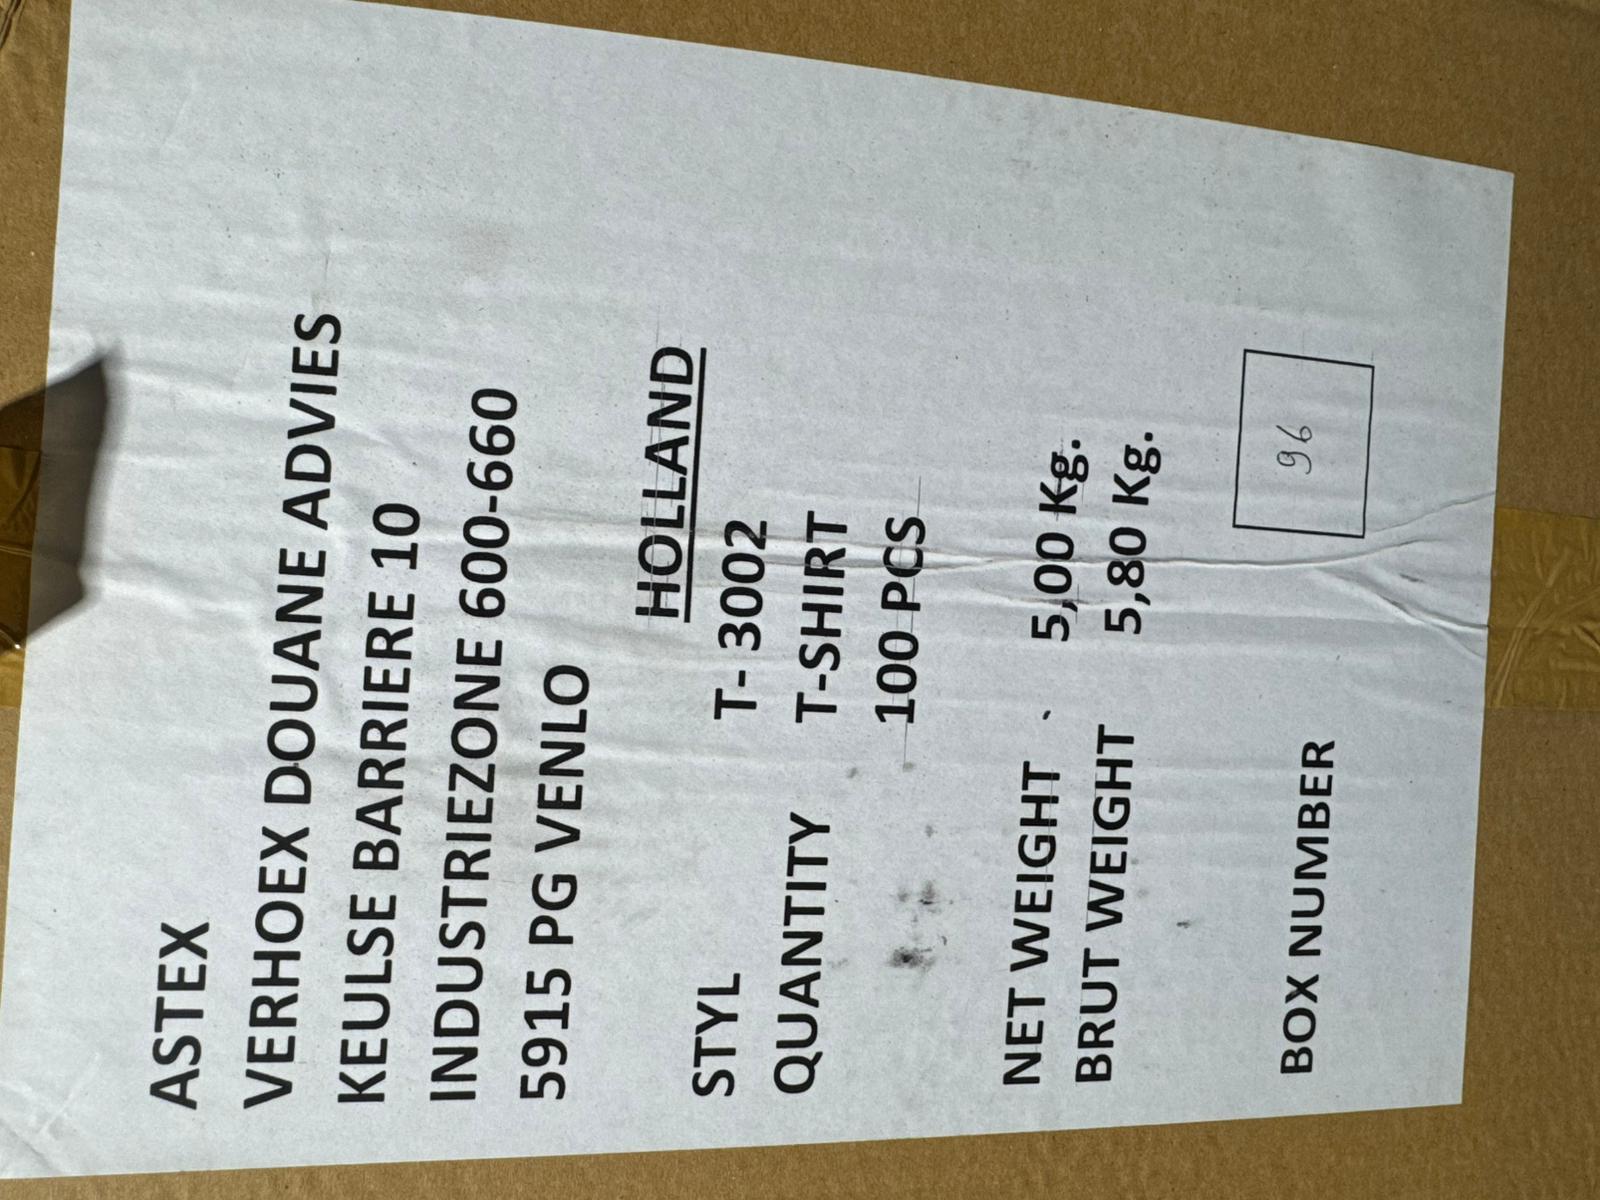 ASTEX
VERHOEX DOUANE ADVIES
KEULSE BARRIERE 10
INDUSTRIEZONE 600-660
5915 PG VENLO
HOLLAND
STYL T- 3002
QUANTITY T-SHIRT
100 PCS
NET WEIGHT 5,00 Kg.
BRUT WEIGHT 5,80 Kg.
BOX NUMBER 96